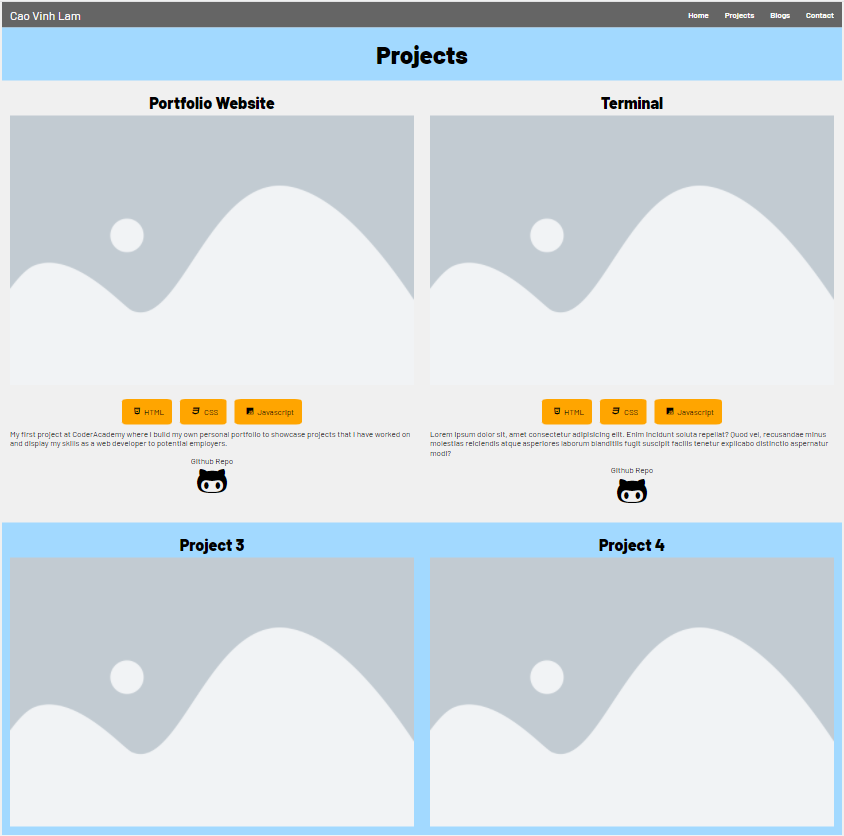 Cao Vinh Lam
Home Projects Blogs Contact
Projects
Portfolio Website
HTML CSS Javascript
My first project at CoderAcademy where I build my own personal portfolio to showcase projects that I have worked on
and display my skills as a web developer to potential employers.
Github Repo
Terminal
HTML CSS Javascript
Lorem ipsum dolor sit, amet consectetur adipisicing elit. Enim incidunt soluta repellat? Quod vel, recusandae minus
molestias reiciendis atque asperiores laborum blanditiis fugit suscipit facilis tenetur explicabo distinctio aspernatur
modi?
Github Repo
Project 3
Project 4